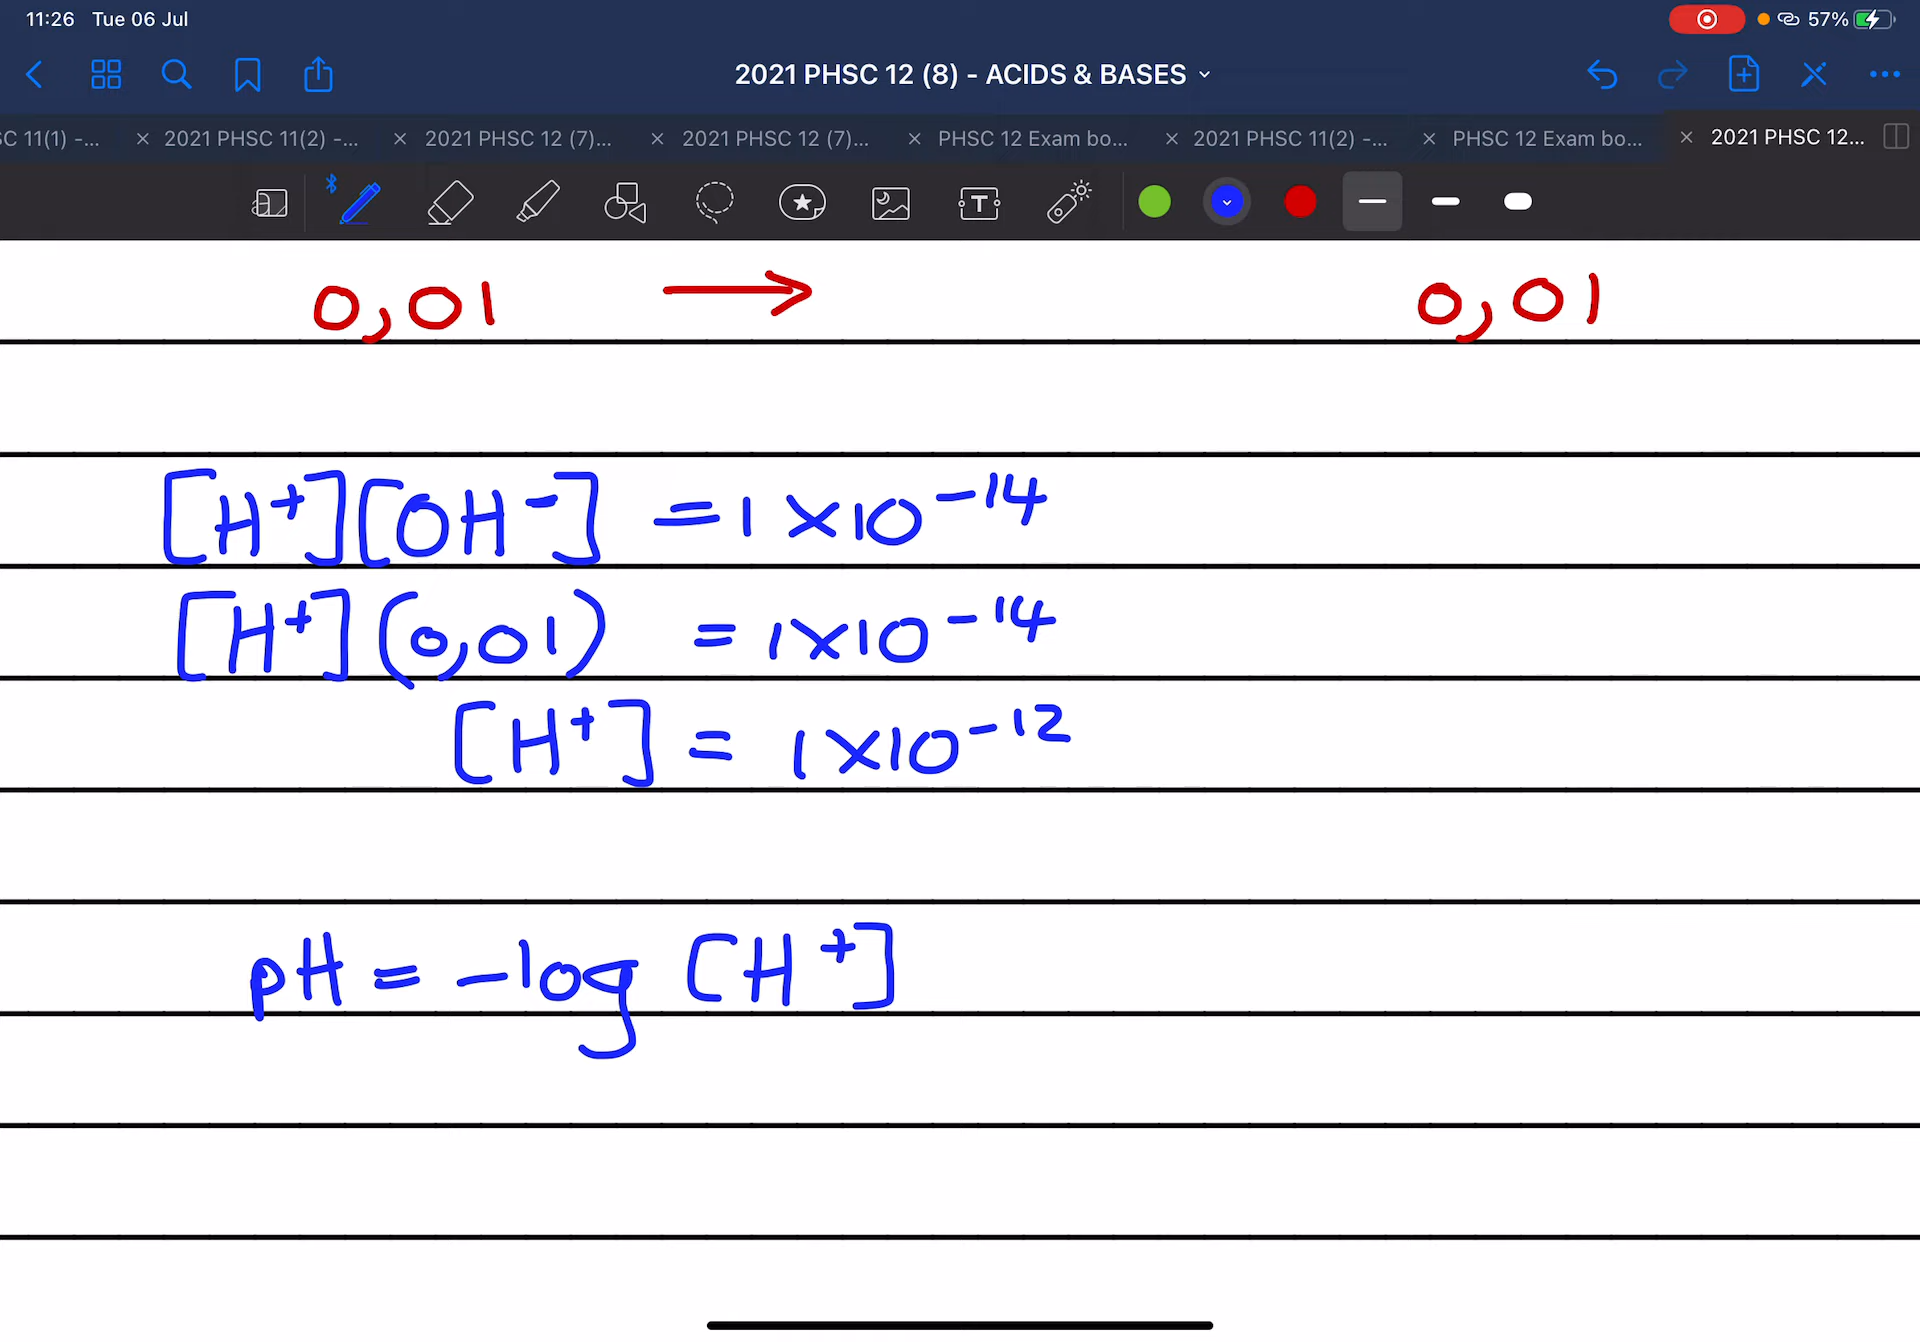 11:26 Tue 06 Jul 57%
2021 PHSC 12 (8) - ACIDS & BASES
SC 11(1) -... × 2021 PHSC 11(2) -... × 2021 PHSC 12 (7)... × 2021 PHSC 12 (7)... × PHSC 12 Exam bo... × 2021 PHSC 11(2) -... × PHSC 12 Exam bo... × 2021 PHSC 12...
0,01 → 0,01
[H⁺][OH⁻] = 1 × 10⁻¹⁴
[H⁺](0,01) = 1 × 10⁻¹⁴
[H⁺] = 1 × 10⁻¹²
pH = -log [H⁺]